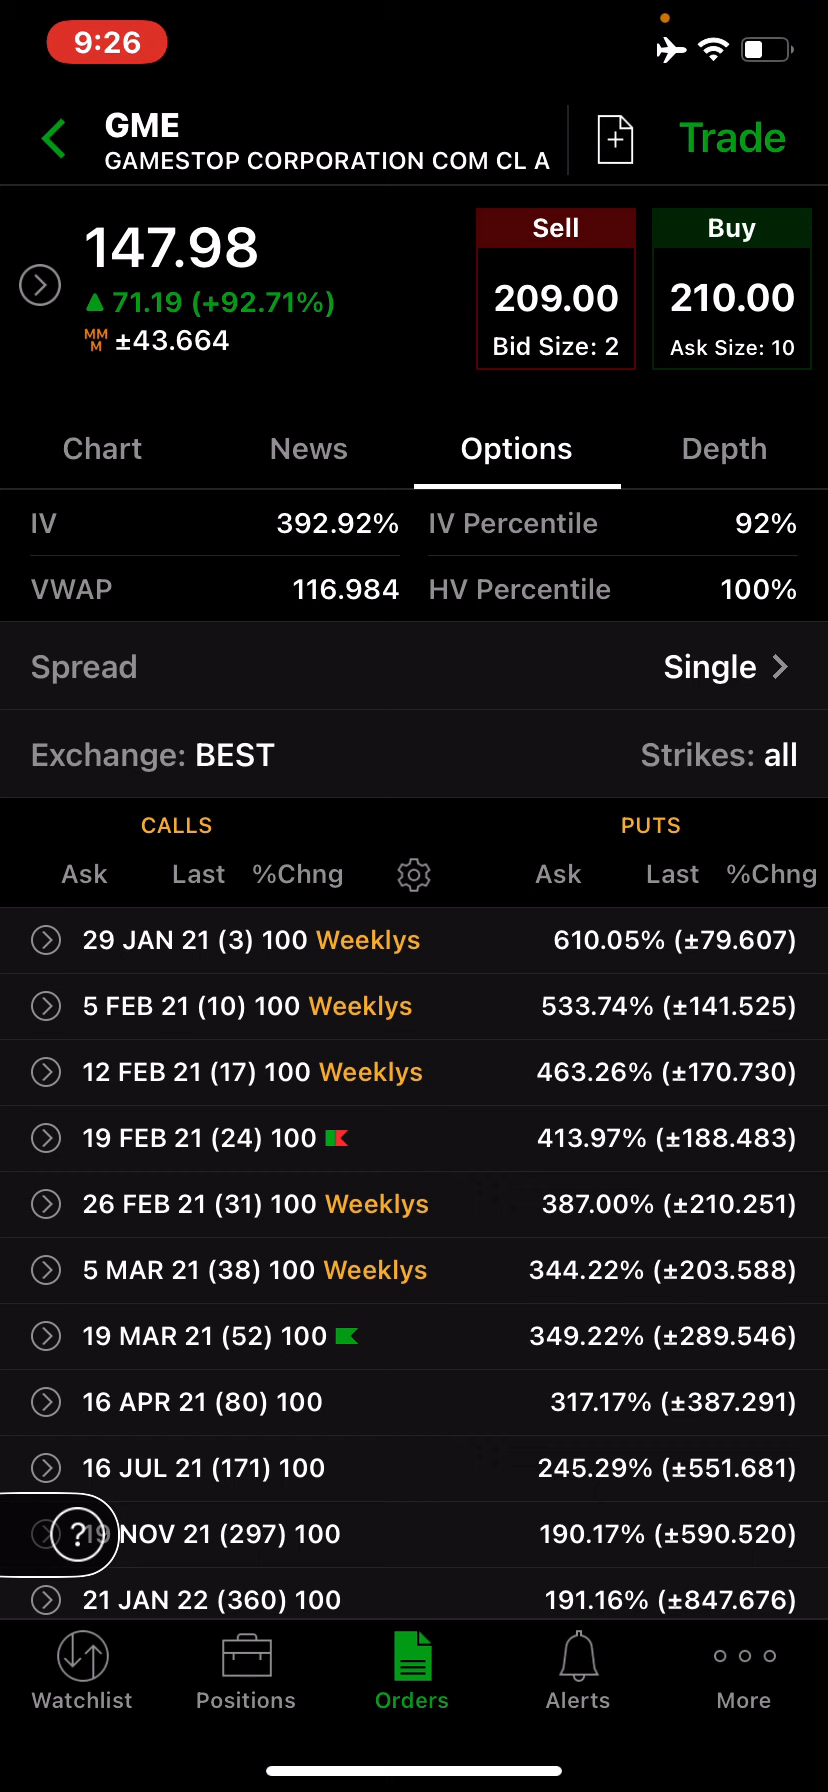 9:26
GME
GAMESTOP CORPORATION COM CL A
Trade
147.98
71.19 (+92.71%)
MM
M ±43.664
Sell
209.00
Bid Size: 2
Buy
210.00
Ask Size: 10
Chart News Options Depth
IV 392.92% IV Percentile 92%
VWAP 116.984 HV Percentile 100%
Spread Single
Exchange: BEST Strikes: all
CALLS PUTS
Ask Last %Chng Ask Last %Chng
29 JAN 21 (3) 100 Weeklys 610.05% (±79.607)
5 FEB 21 (10) 100 Weeklys 533.74% (±141.525)
12 FEB 21 (17) 100 Weeklys 463.26% (±170.730)
19 FEB 21 (24) 100 413.97% (±188.483)
26 FEB 21 (31) 100 Weeklys 387.00% (±210.251)
5 MAR 21 (38) 100 Weeklys 344.22% (±203.588)
19 MAR 21 (52) 100 349.22% (±289.546)
16 APR 21 (80) 100 317.17% (±387.291)
16 JUL 21 (171) 100 245.29% (±551.681)
? 19 NOV 21 (297) 100 190.17% (±590.520)
21 JAN 22 (360) 100 191.16% (±847.676)
Watchlist Positions Orders Alerts More